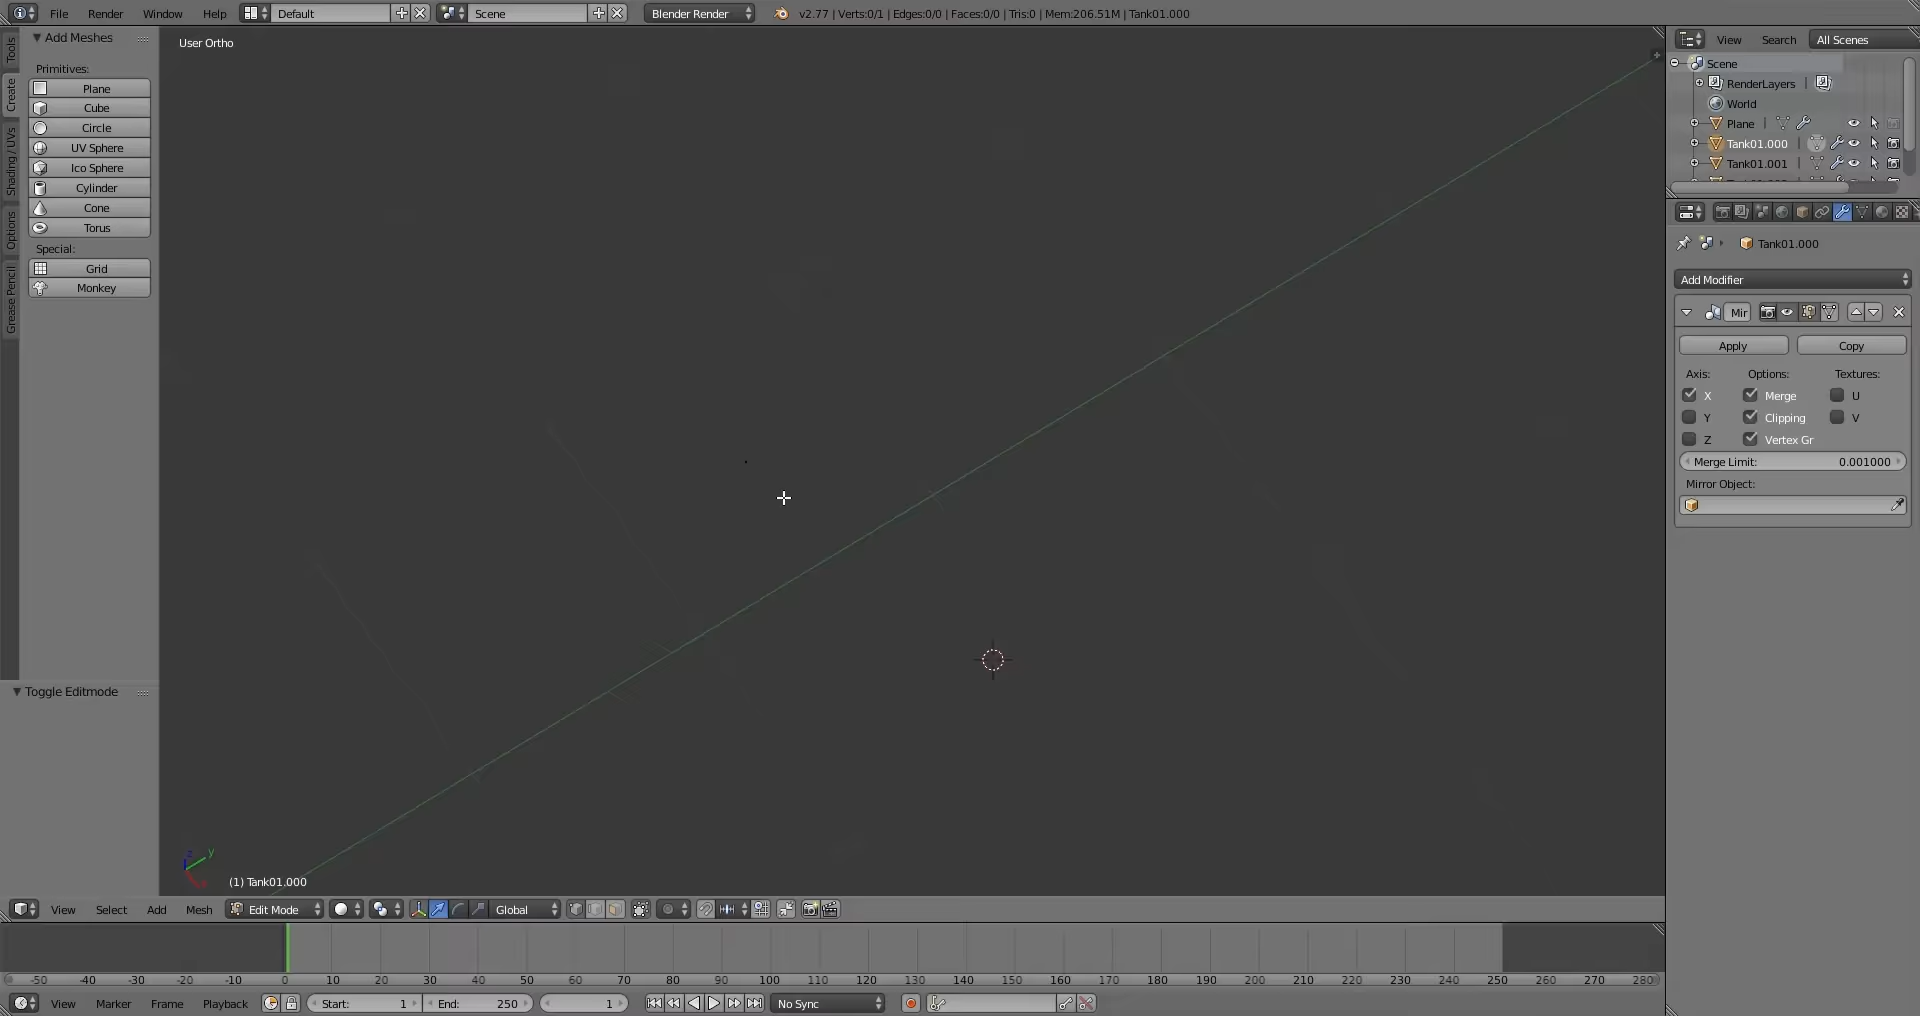 File Render Window Help Default Scene Blender Render v2.77 | Verts:0/1 | Edges:0/0 | Faces:0/0 | Tris:0 | Mem:206.51M | Tank01.000
Tools
Create
Shading / UVs
Options
Grease Pencil
Add Meshes
Primitives:
Plane
Cube
Circle
UV Sphere
Ico Sphere
Cylinder
Cone
Torus
Special:
Grid
Monkey
Toggle Editmode
User Ortho
z y
(1) Tank01.000
View Search All Scenes
Scene
RenderLayers |
World
Plane |
Tank01.000 |
Tank01.001 |
Tank01.000
Add Modifier
Mir
Apply Copy
Axis: Options: Textures:
X Merge U
Y Clipping V
Z Vertex Gr
Merge Limit: 0.001000
Mirror Object:
View Select Add Mesh Edit Mode Global
-50 -40 -30 -20 -10 0 10 20 30 40 50 60 70 80 90 100 110 120 130 140 150 160 170 180 190 200 210 220 230 240 250 260 270 280
View Marker Frame Playback Start: 1 End: 250 1 No Sync